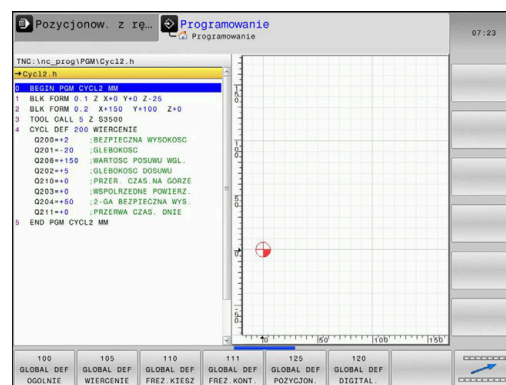 Pozycjonow. z rę…
Programowanie
Programowanie
07:23
TNC:\nc_prog\PGM\Cycl2.h
→Cycl2.h
0 BEGIN PGM CYCL2 MM
1 BLK FORM 0.1 Z X+0 Y+0 Z-25
2 BLK FORM 0.2 X+150 Y+100 Z+0
3 TOOL CALL 5 Z S3500
4 CYCL DEF 200 WIERCENIE
Q200=+2 ;BEZPIECZNA WYSOKOSC
Q201=-20 ;GLEBOKOSC
Q206=+150 ;WARTOSC POSUWU WGL.
Q202=+5 ;GLEBOKOSC DOSUWU
Q210=+0 ;PRZER. CZAS.NA GORZE
Q203=+0 ;WSPOLRZEDNE POWIERZ.
Q204=+50 ;2-GA BEZPIECZNA WYS.
Q211=+0 ;PRZERWA CZAS. DNIE
5 END PGM CYCL2 MM
0 50 100 150
100 GLOBAL DEF OGOLNIE
105 GLOBAL DEF WIERCENIE
110 GLOBAL DEF FREZ.KIESZ
111 GLOBAL DEF FREZ.KONT.
125 GLOBAL DEF POZYCJON.
120 GLOBAL DEF DIGITAL.